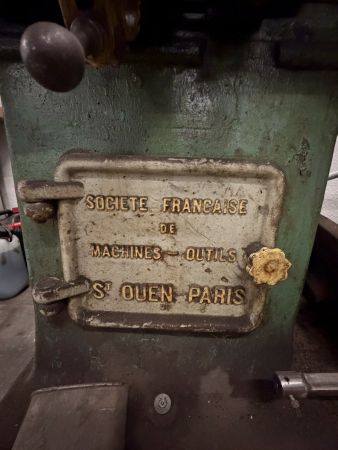 SOCIETE FRANCAISE
DE
MACHINES-OUTILS
ST OUEN PARIS